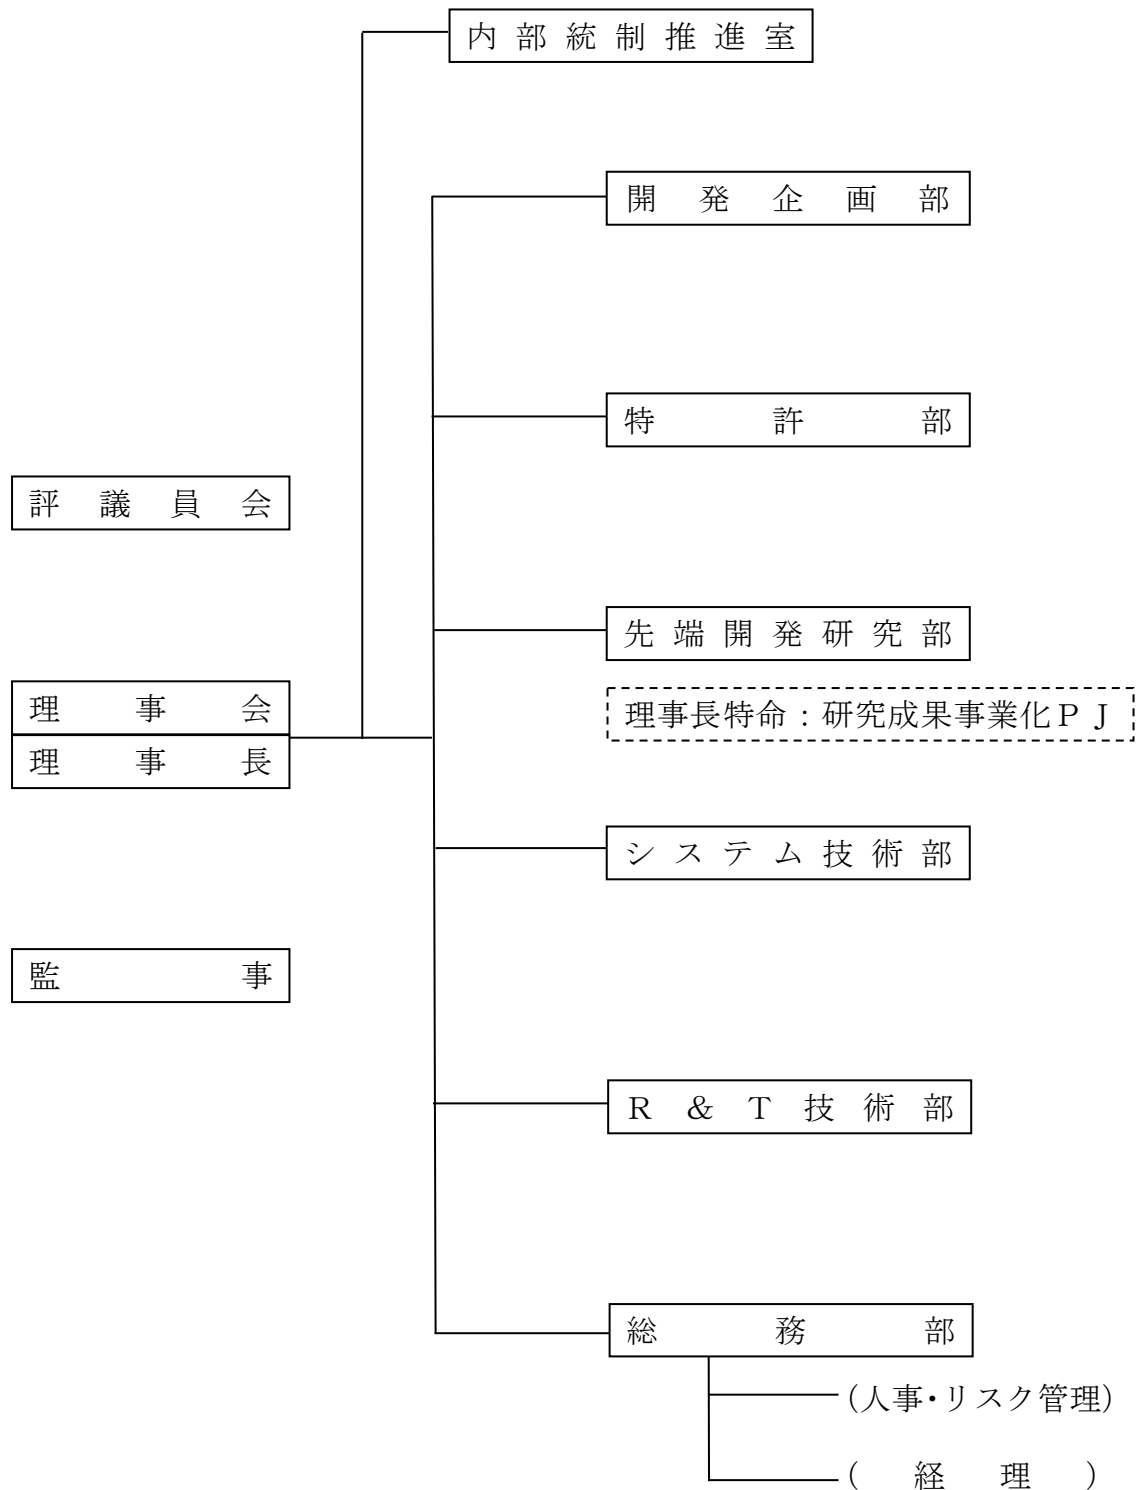 内部統制推進室
開発企画部
特許部
評議員会
先端開発研究部
理事会
理事長特命：研究成果事業化ＰＪ
理事長
システム技術部
監事
Ｒ＆Ｔ技術部
総務部
(人事・リスク管理)
(経理)